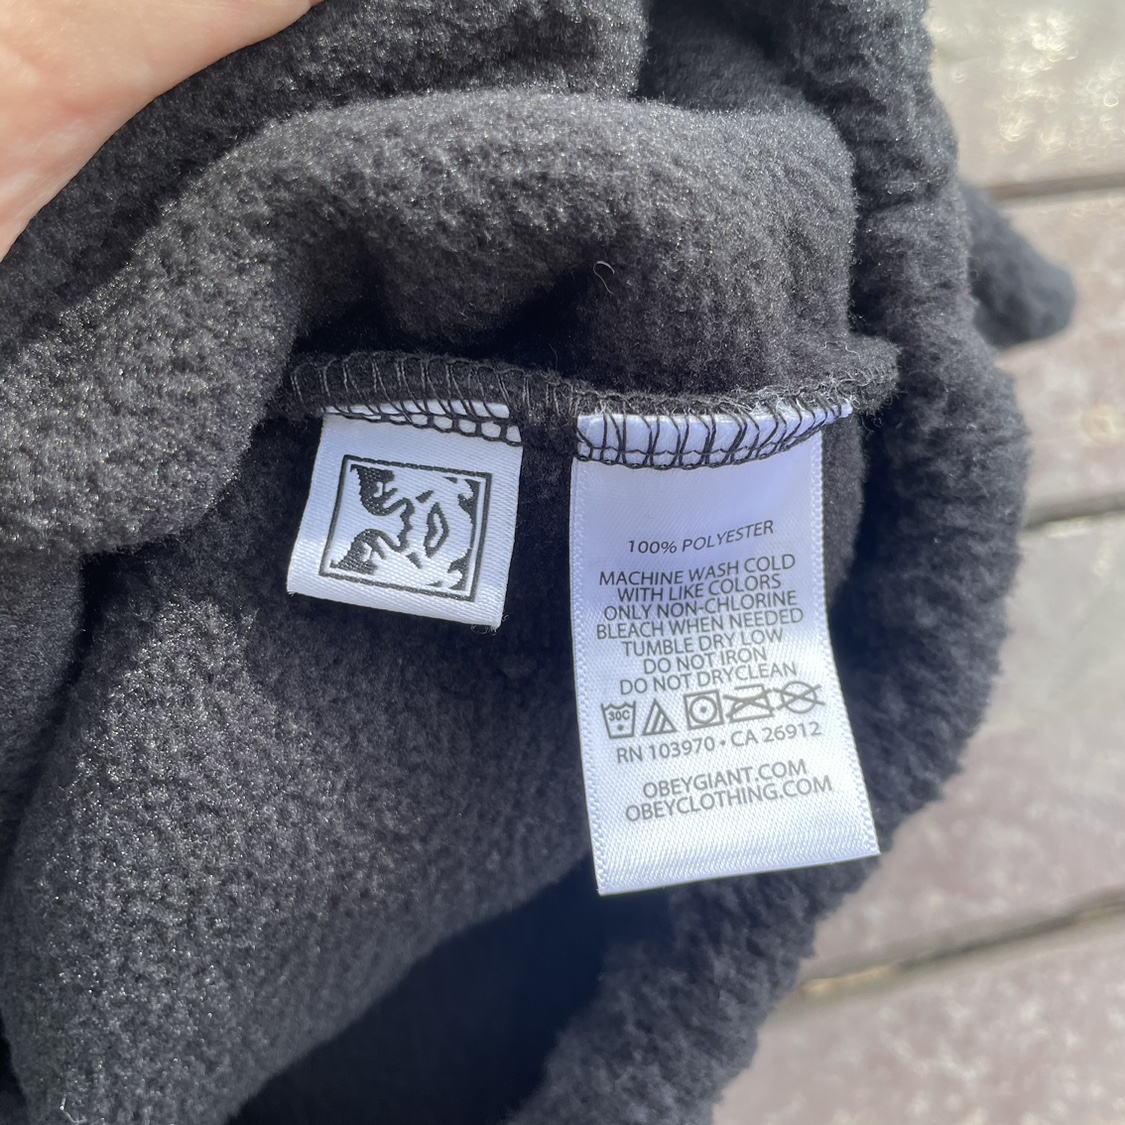 100% POLYESTER
MACHINE WASH COLD
WITH LIKE COLORS
ONLY NON-CHLORINE
BLEACH WHEN NEEDED
TUMBLE DRY LOW
DO NOT IRON
DO NOT DRYCLEAN
30C
RN 103970 • CA 26912
OBEYGIANT.COM
OBEYCLOTHING.COM